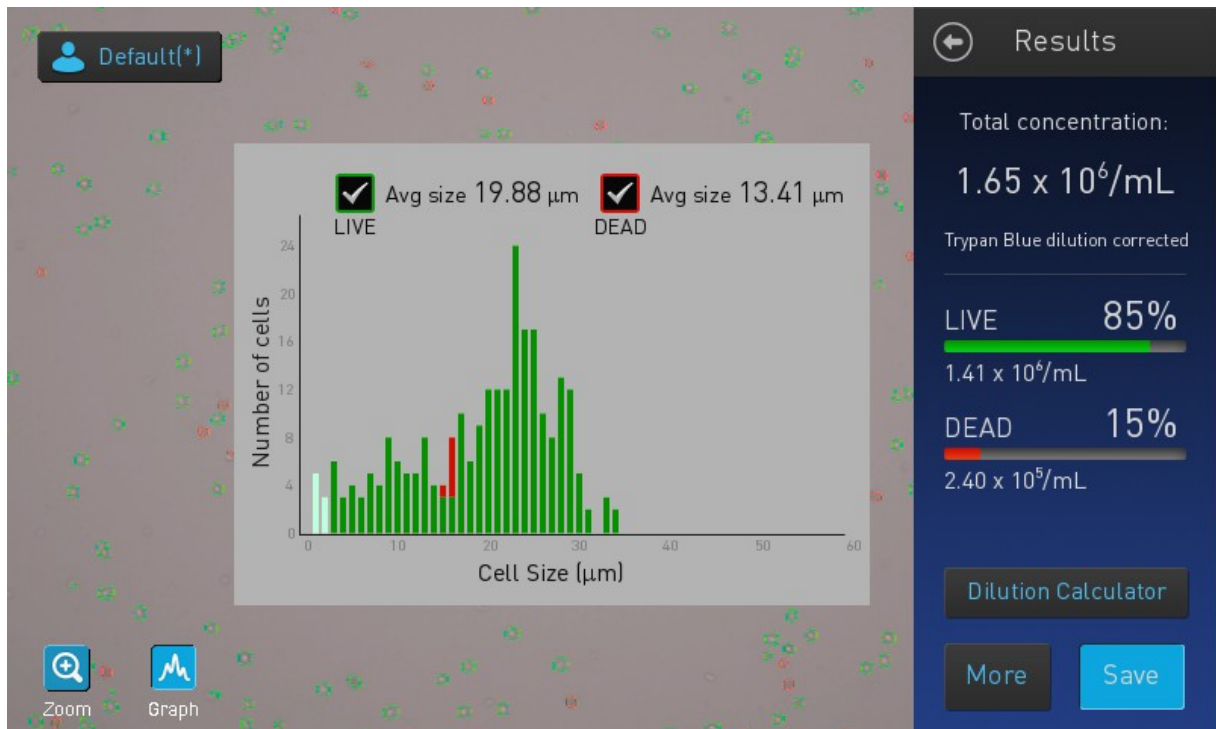 Default(*)
Results
Total concentration:
1.65 x 10⁶/mL
Trypan Blue dilution corrected
LIVE 85%
1.41 x 10⁶/mL
DEAD 15%
2.40 x 10⁵/mL
Dilution Calculator
More Save
Avg size 19.88 μm Avg size 13.41 μm
LIVE DEAD
Number of cells
24
20
16
12
8
4
0
0 10 20 30 40 50 60
Cell Size (μm)
Zoom Graph